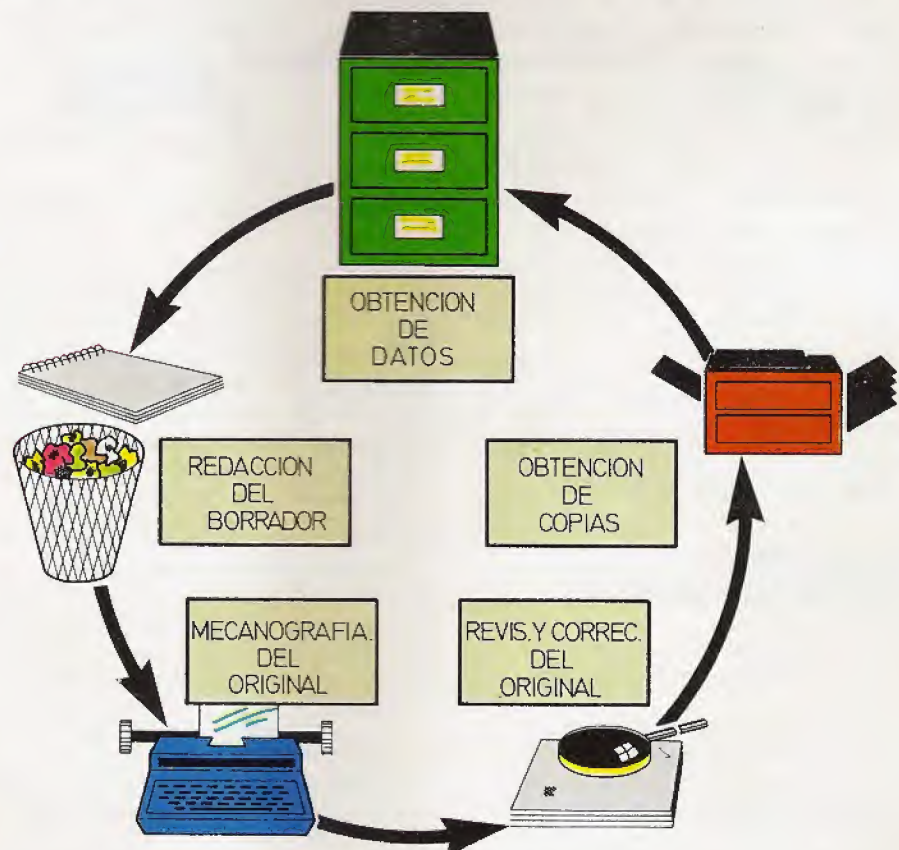 OBTENCION
DE
DATOS
REDACCION
DEL
BORRADOR
OBTENCION
DE
COPIAS
MECANOGRAFIA.
DEL
ORIGINAL
REVIS.Y CORREC.
DEL
ORIGINAL